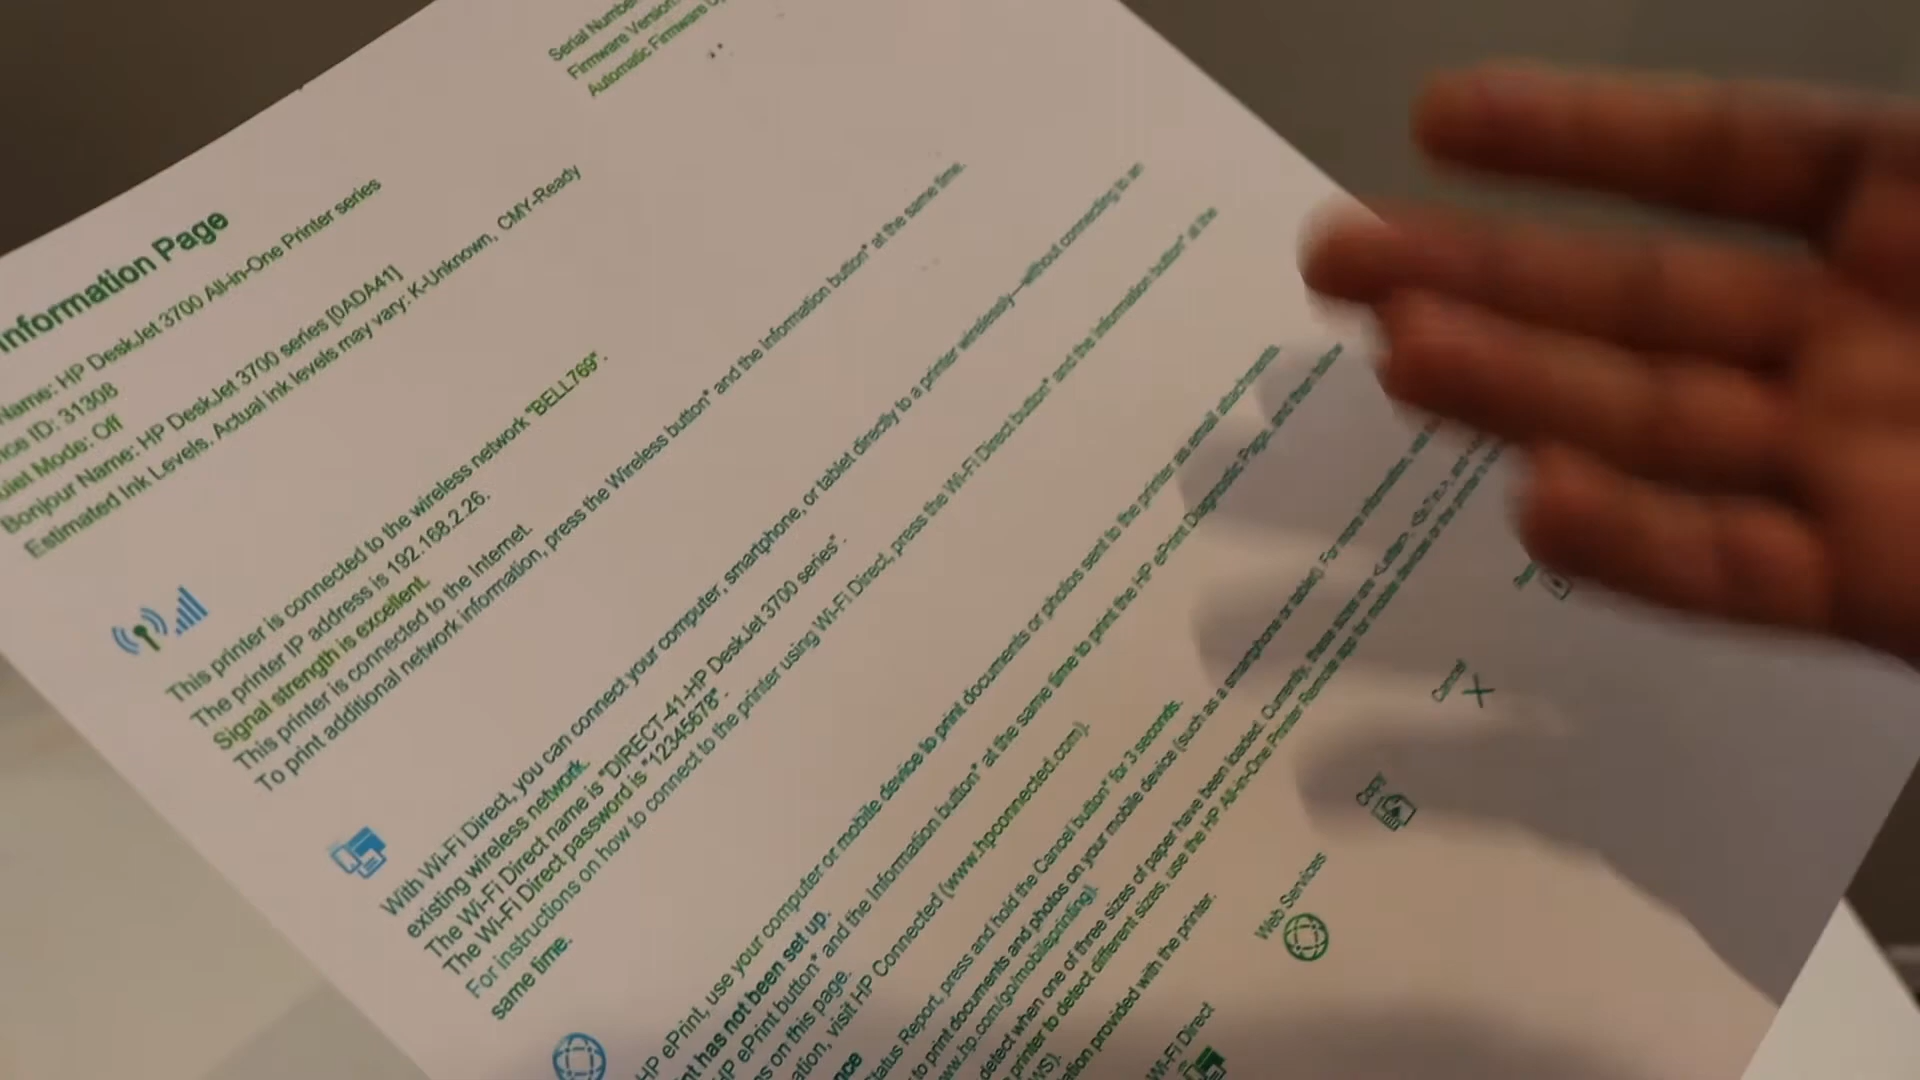 Serial Number
Firmware Version
Automatic Firmware
Information Page
Name: HP DeskJet 3700 All-in-One Printer series
ID: 31308
Mode: Off
Bonjour Name: HP DeskJet 3700 series [0ADA41]
Estimated Ink Levels. Actual ink levels may vary: K-Unknown, CMY-Ready
This printer is connected to the wireless network "BELL769".
The printer IP address is 192.168.2.26.
Signal strength is excellent.
This printer is connected to the Internet.
To print additional network information, press the Wireless button* and the Information button* at the same time.
With Wi-Fi Direct, you can connect your computer, smartphone, or tablet directly to a printer wirelessly—without connecting to an
existing wireless network.
The Wi-Fi Direct name is "DIRECT-41-HP DeskJet 3700 series".
The Wi-Fi Direct password is "12345678".
For instructions on how to connect to the printer using Wi-Fi Direct, press the Wi-Fi Direct button* and the Information button* at the
same time.
HP ePrint, use your computer or mobile device to print documents or photos sent to the printer as email attachments.
has not been set up.
HP ePrint button* and the Information button* at the same time to print the HP ePrint Diagnostic Page, and then follow
on this page.
visit HP Connected (www.hpconnected.com).
Status Report, press and hold the Cancel button* for 3 seconds.
to print documents and photos on your mobile device (such as a smartphone or tablet). For more information, visit
www.hp.com/go/mobileprinting).
detect when one of three sizes of paper have been loaded. Currently, these sizes are
printer to detect different sizes, use the HP All-in-One Printer Remote app for mobile devices or the
provided with the printer.
Cancel
Copy
Web Services
Wi-Fi Direct